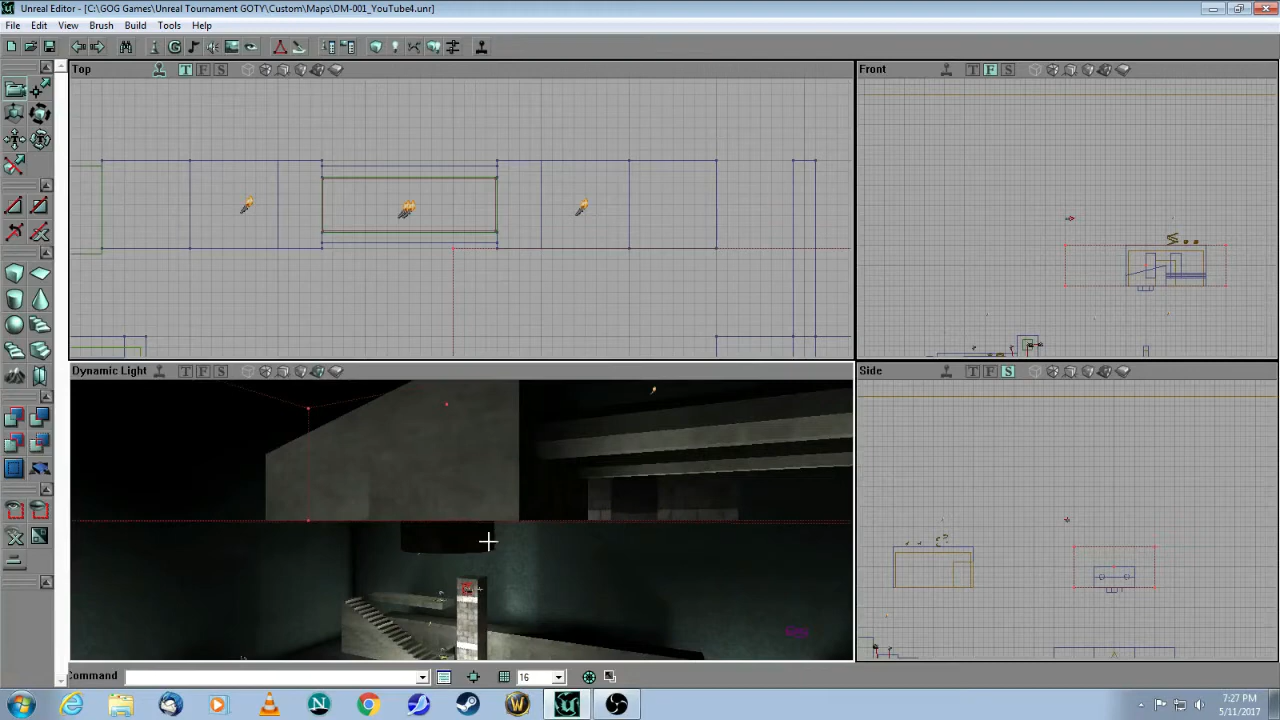 Unreal Editor - [C:\GOG Games\Unreal Tournament GOTY\Custom\Maps\DM-001_YouTube4.unr]
File Edit View Brush Build Tools Help
Top T F S
Front T F S
Dynamic Light T F S
Side T F S
Command 16
7:27 PM
5/11/2017